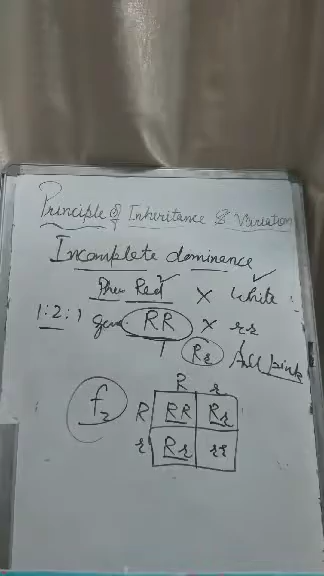 Principle of Inheritance & Variation
Incomplete dominence
Phen Red × White
1:2:1 gen RR × rr
Rr All pink
R r
f2 R RR Rr
r Rr rr